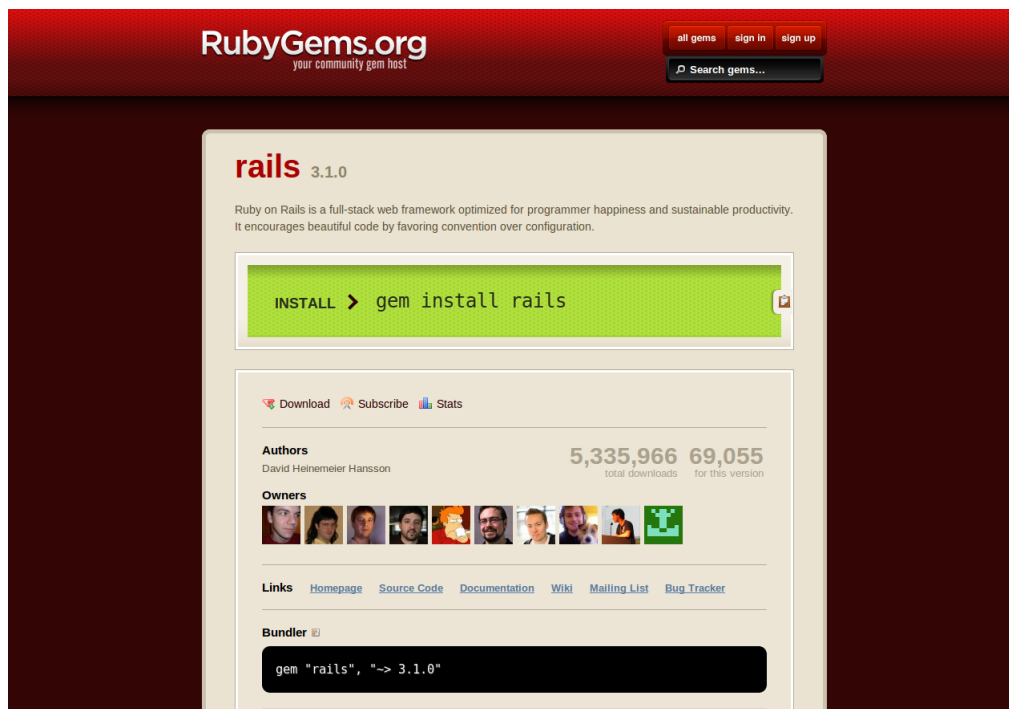 RubyGems.org
your community gem host
all gems sign in sign up
Search gems…
rails 3.1.0
Ruby on Rails is a full-stack web framework optimized for programmer happiness and sustainable productivity.
It encourages beautiful code by favoring convention over configuration.
INSTALL gem install rails
Download Subscribe Stats
Authors
David Heinemeier Hansson
5,335,966 69,055
total downloads for this version
Owners
Links Homepage Source Code Documentation Wiki Mailing List Bug Tracker
Bundler
gem "rails", "~> 3.1.0"